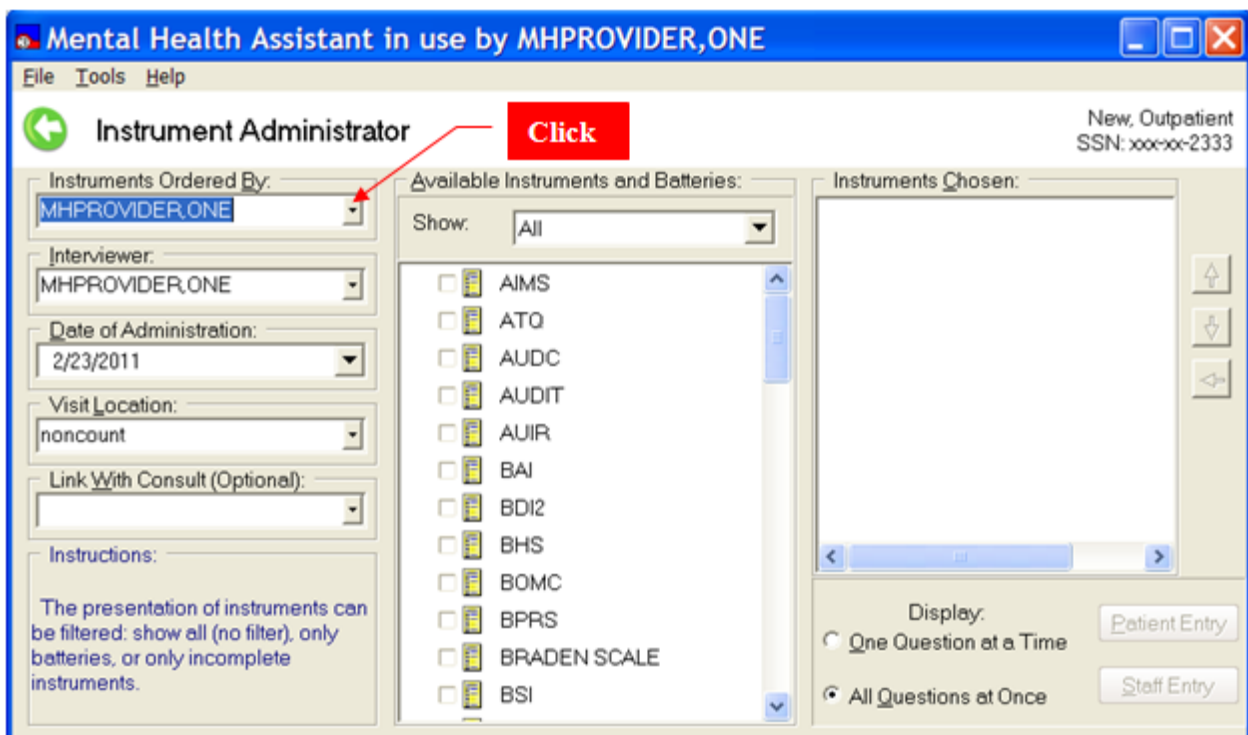 Mental Health Assistant in use by MHPROVIDER,ONE
File Tools Help
Instrument Administrator
Click
New, Outpatient
SSN: xxx-xx-2333
Instruments Ordered By:
MHPROVIDER,ONE
Interviewer:
MHPROVIDER,ONE
Date of Administration:
2/23/2011
Visit Location:
noncount
Link With Consult (Optional):
Instructions:
The presentation of instruments can
be filtered: show all (no filter), only
batteries, or only incomplete
instruments.
Available Instruments and Batteries:
Show: All
AIMS
ATQ
AUDC
AUDIT
AUIR
BAI
BDI2
BHS
BOMC
BPRS
BRADEN SCALE
BSI
Instruments Chosen:
Display:
One Question at a Time
All Questions at Once
Patient Entry
Staff Entry